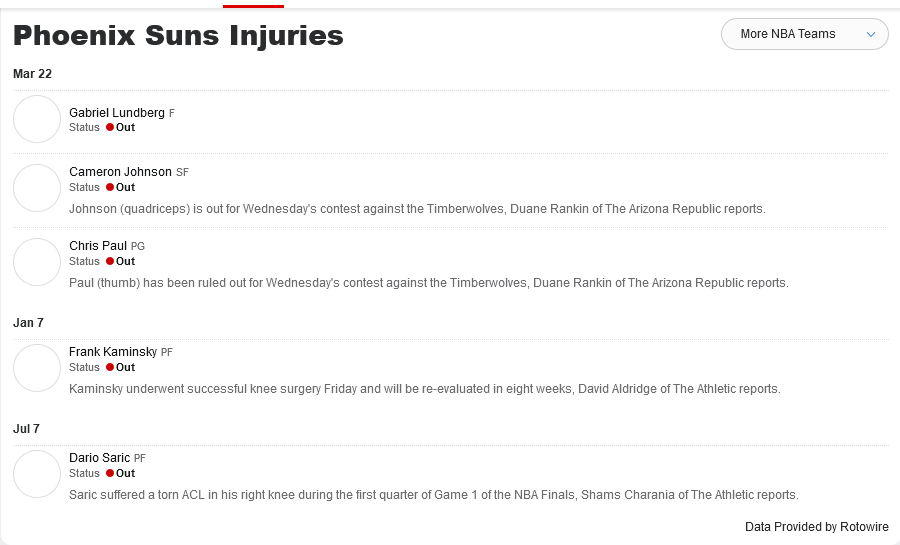 Phoenix Suns Injuries
More NBA Teams
Mar 22
Gabriel Lundberg F
Status Out
Cameron Johnson SF
Status Out
Johnson (quadriceps) is out for Wednesday's contest against the Timberwolves, Duane Rankin of The Arizona Republic reports.
Chris Paul PG
Status Out
Paul (thumb) has been ruled out for Wednesday's contest against the Timberwolves, Duane Rankin of The Arizona Republic reports.
Jan 7
Frank Kaminsky PF
Status Out
Kaminsky underwent successful knee surgery Friday and will be re-evaluated in eight weeks, David Aldridge of The Athletic reports.
Jul 7
Dario Saric PF
Status Out
Saric suffered a torn ACL in his right knee during the first quarter of Game 1 of the NBA Finals, Shams Charania of The Athletic reports.
Data Provided by Rotowire